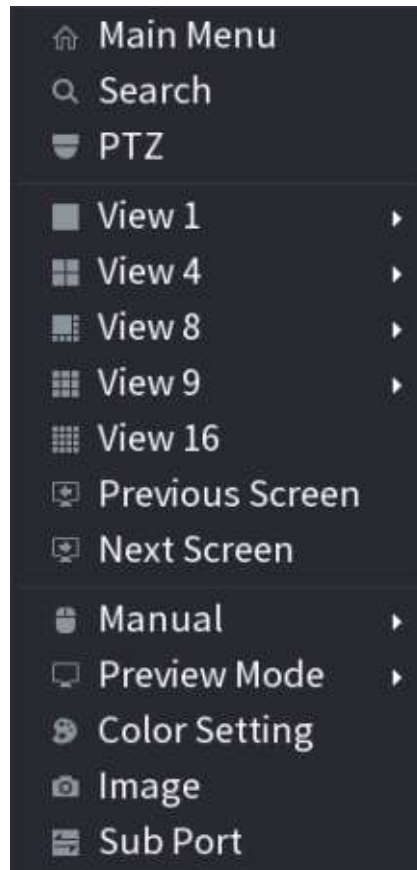 Main Menu
Search
PTZ
View 1
View 4
View 8
View 9
View 16
Previous Screen
Next Screen
Manual
Preview Mode
Color Setting
Image
Sub Port